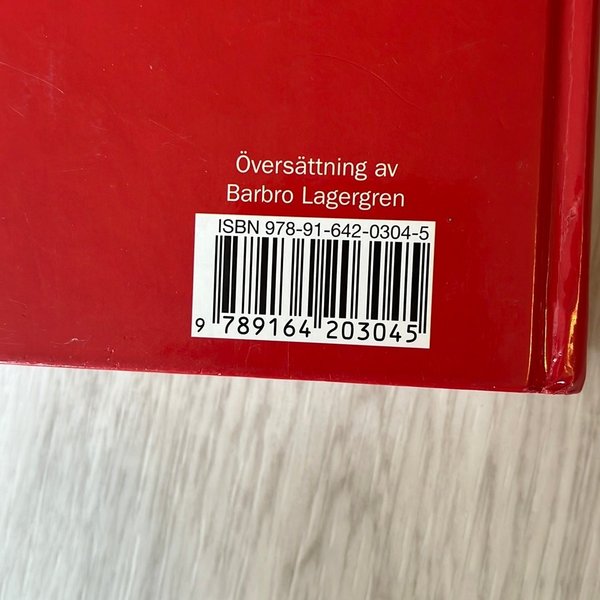 Översättning av
Barbro Lagergren
ISBN 978-91-642-0304-5
9 789164 203045